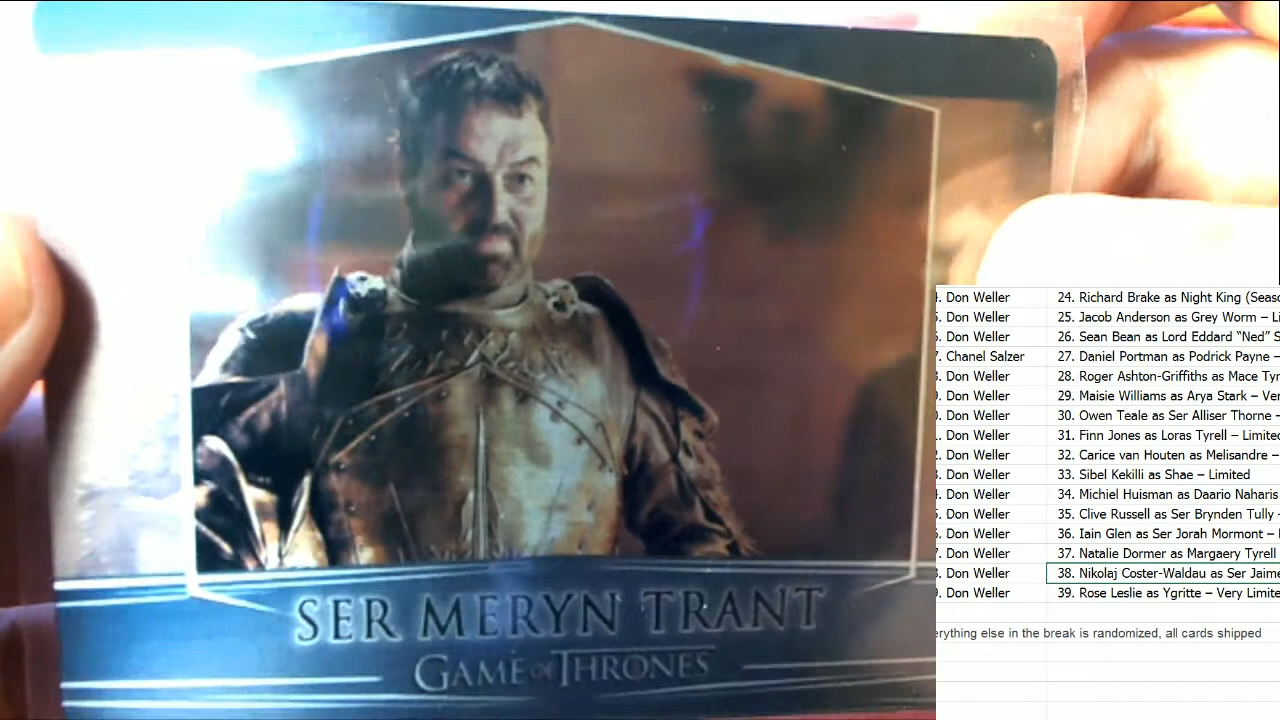 SER MERYN TRANT
GAME OF THRONES
. Don Weller 24. Richard Brake as Night King (Seas
. Don Weller 25. Jacob Anderson as Grey Worm – Li
. Don Weller 26. Sean Bean as Lord Eddard “Ned” S
. Chanel Salzer 27. Daniel Portman as Podrick Payne –
. Don Weller 28. Roger Ashton-Griffiths as Mace Tyr
. Don Weller 29. Maisie Williams as Arya Stark – Ver
. Don Weller 30. Owen Teale as Ser Alliser Thorne -
. Don Weller 31. Finn Jones as Loras Tyrell – Limited
. Don Weller 32. Carice van Houten as Melisandre –
. Don Weller 33. Sibel Kekilli as Shae – Limited
. Don Weller 34. Michiel Huisman as Daario Naharis
. Don Weller 35. Clive Russell as Ser Brynden Tully -
. Don Weller 36. Iain Glen as Ser Jorah Mormont –
. Don Weller 37. Natalie Dormer as Margaery Tyrell
. Don Weller 38. Nikolaj Coster-Waldau as Ser Jaime
. Don Weller 39. Rose Leslie as Ygritte – Very Limite
erything else in the break is randomized, all cards shipped